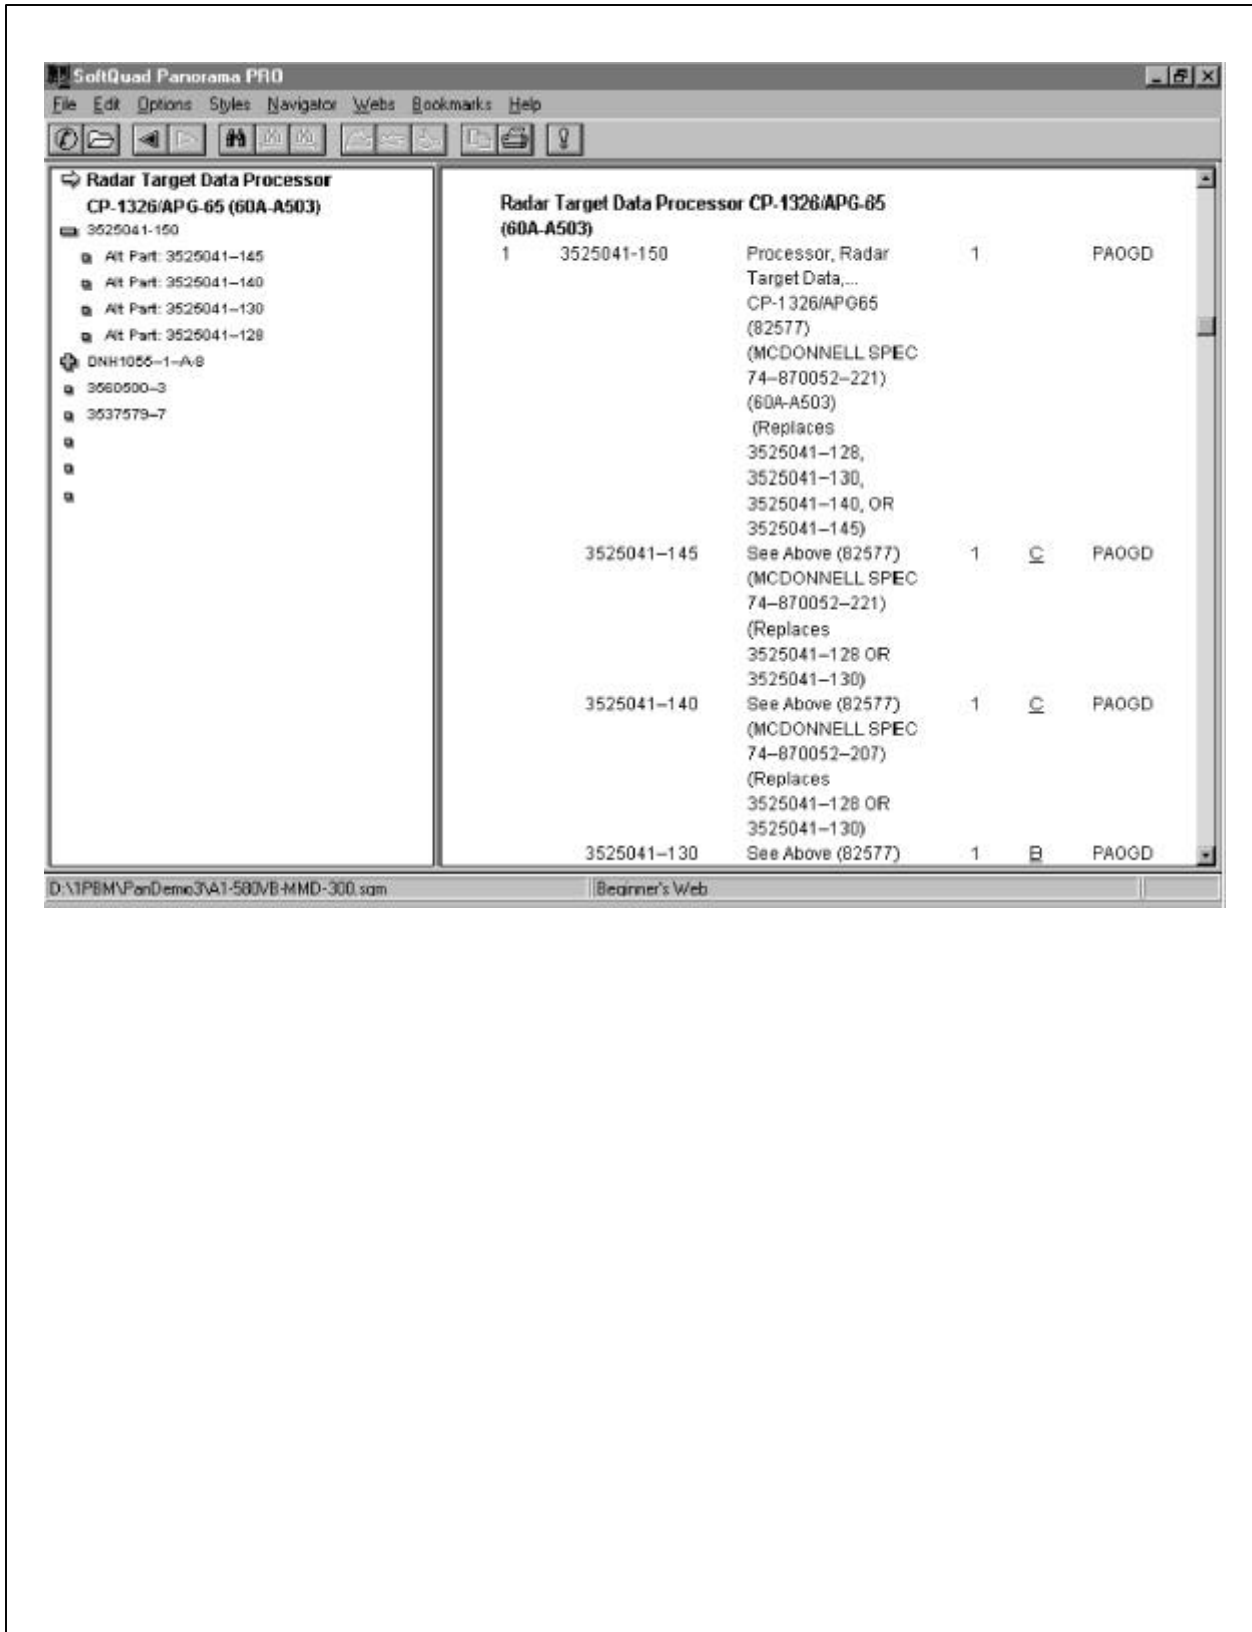 SoftQuad Panorama PRO
File Edit Options Styles Navigator Webs Bookmarks Help
Radar Target Data Processor
CP-1326/APG-65 (60A-A503)
3525041-150
Alt Part: 3525041–145
Alt Part: 3525041–140
Alt Part: 3525041–130
Alt Part: 3525041–128
DNH1055–1–A-8
3560500–3
3537579–7
Radar Target Data Processor CP-1326/APG-65
(60A-A503)
1 3525041-150 Processor, Radar 1 PAOGD
Target Data,...
CP-1326/APG65
(82577)
(MCDONNELL SPEC
74–870052–221)
(60A-A503)
(Replaces
3525041–128,
3525041–130,
3525041–140, OR
3525041–145)
3525041–145 See Above (82577) 1 C PAOGD
(MCDONNELL SPEC
74–870052–221)
(Replaces
3525041–128 OR
3525041–130)
3525041–140 See Above (82577) 1 C PAOGD
(MCDONNELL SPEC
74–870052–207)
(Replaces
3525041–128 OR
3525041–130)
3525041–130 See Above (82577) 1 B PAOGD
D:\1PBM\PanDemo3\A1-580VB-MMD-300.sgm Beginner's Web